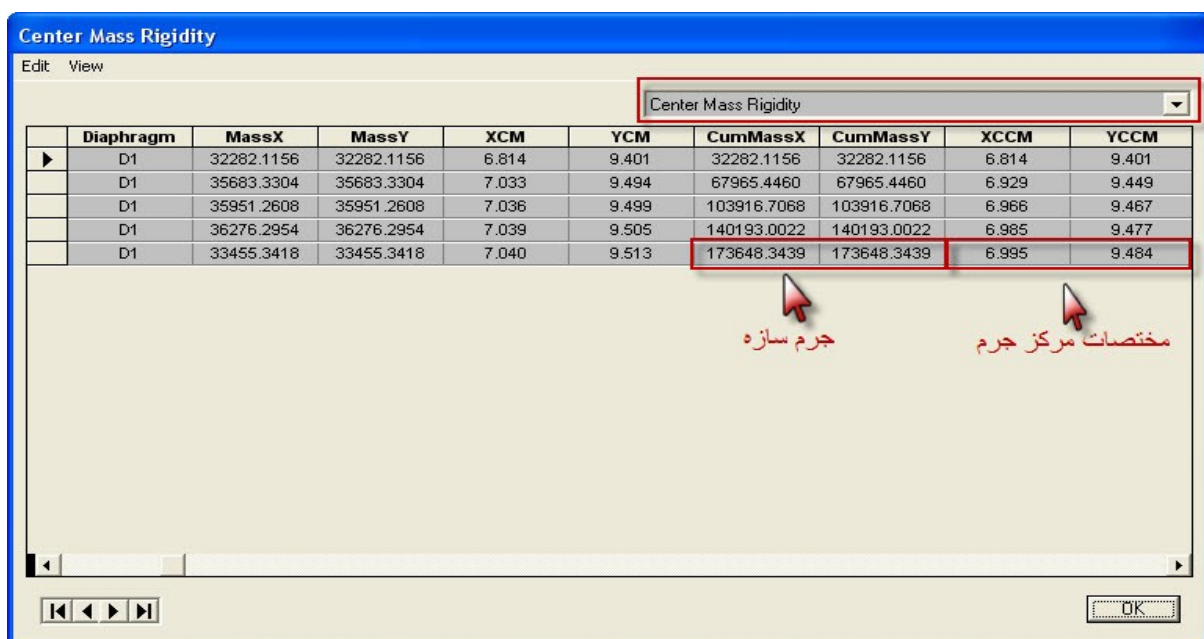 Center Mass Rigidity
Edit View
Center Mass Rigidity
Diaphragm MassX MassY XCM YCM CumMassX CumMassY XCCM YCCM
D1 32282.1156 32282.1156 6.814 9.401 32282.1156 32282.1156 6.814 9.401
D1 35683.3304 35683.3304 7.033 9.494 67965.4460 67965.4460 6.929 9.449
D1 35951.2608 35951.2608 7.036 9.499 103916.7068 103916.7068 6.966 9.467
D1 36276.2954 36276.2954 7.039 9.505 140193.0022 140193.0022 6.985 9.477
D1 33455.3418 33455.3418 7.040 9.513 173648.3439 173648.3439 6.995 9.484
جرم سازه
مختصات مرکز جرم
OK